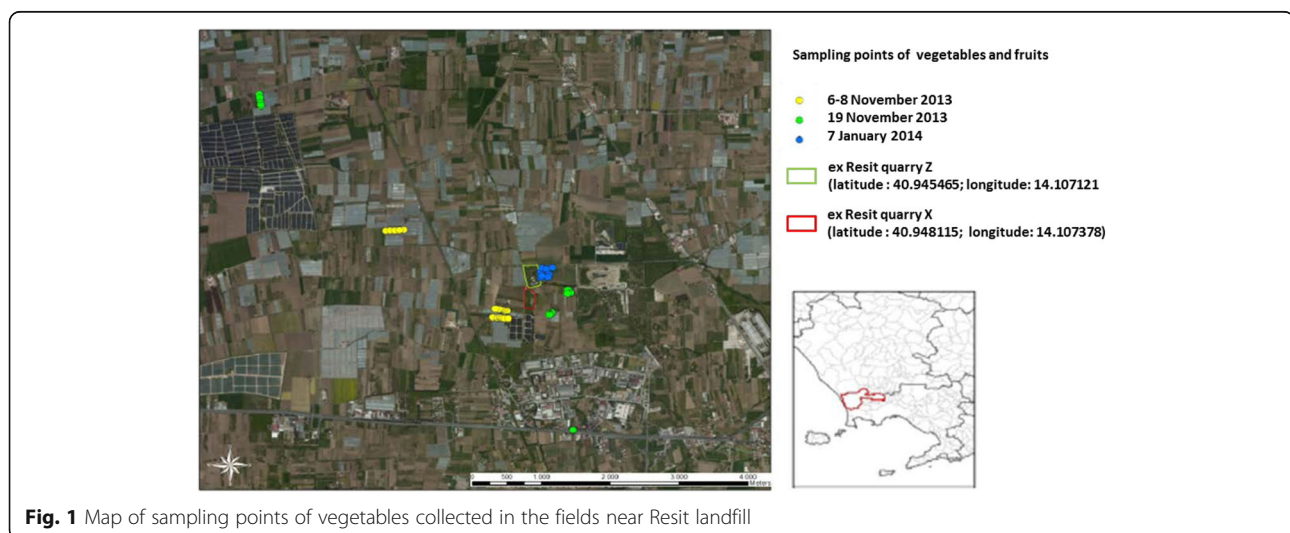 Sampling points of vegetables and fruits
6-8 November 2013
19 November 2013
7 January 2014
ex Resit quarry Z
(latitude : 40.945465; longitude: 14.107121
ex Resit quarry X
(latitude : 40.948115; longitude: 14.107378)
0 500 1.000 2.000 3.000 4.000
Meters
Fig. 1 Map of sampling points of vegetables collected in the fields near Resit landfill